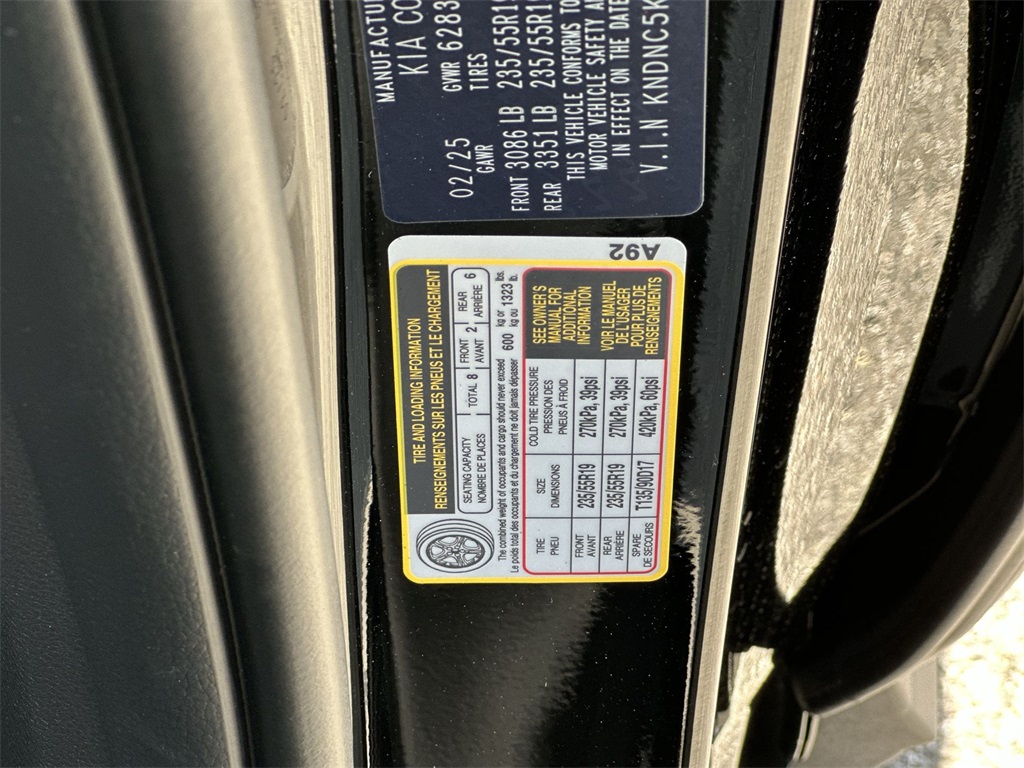 MANUFACTU
KIA CO
02/25 GVWR 6283
GAWR TIRES
FRONT 3086 LB 235/55R19
REAR 3351 LB 235/55R19
THIS VEHICLE CONFORMS TO
MOTOR VEHICLE SAFETY
IN EFFECT ON THE DATE
V.I.N KNDNC5K
A92
TIRE AND LOADING INFORMATION
RENSEIGNEMENTS SUR LES PNEUS ET LE CHARGEMENT
SEATING CAPACITY TOTAL 8 FRONT 2 REAR 6
NOMBRE DE PLACES AVANT ARRIÈRE
The combined weight of occupants and cargo should never exceed 600 kg or 1323 lbs.
Le poids total des occupants et du chargement ne doit jamais dépasser kg ou lb.
TIRE SIZE COLD TIRE PRESSURE
PNEU DIMENSIONS PRESSION DES
PNEUS À FROID
FRONT 235/55R19 270kPa, 39psi
AVANT
REAR 235/55R19 270kPa, 39psi
ARRIÈRE
SPARE T135/90D17 420kPa, 60psi
DE SECOURS
SEE OWNER'S
MANUAL FOR
ADDITIONAL
INFORMATION
VOIR LE MANUEL
DE L'USAGER
POUR PLUS DE
RENSEIGNEMENTS